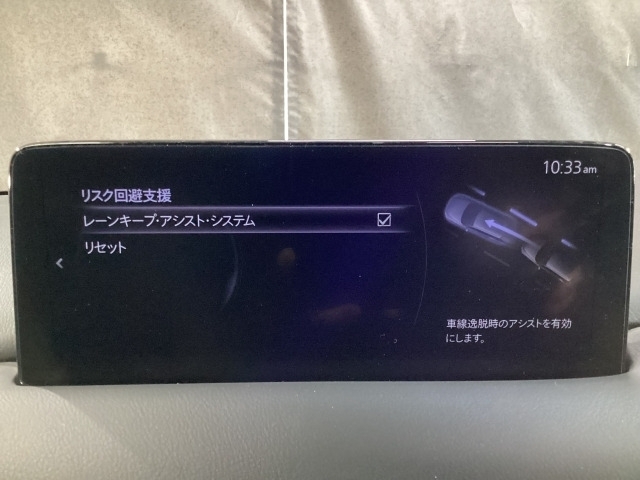 10:33 am
リスク回避支援
レーンキープ・アシスト・システム
リセット
車線逸脱時のアシストを有効
にします。